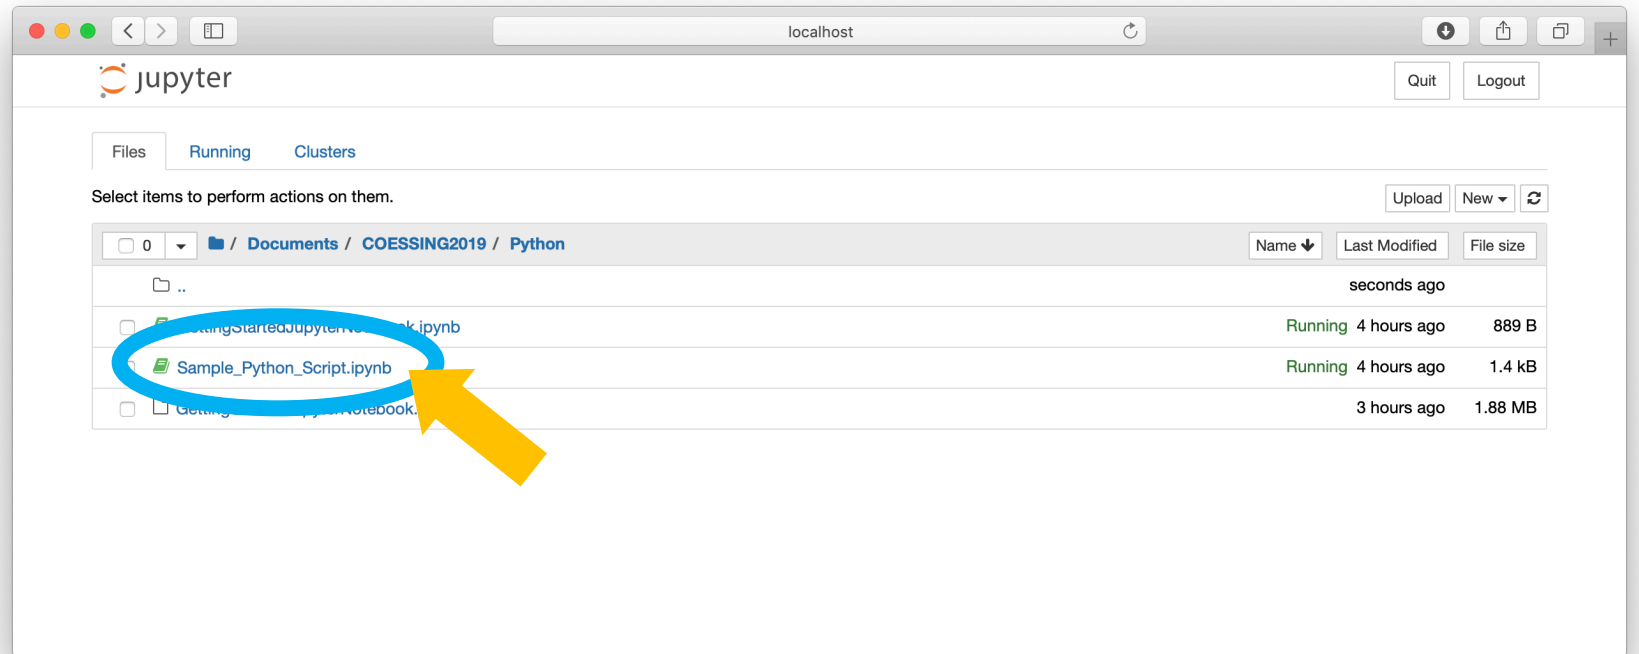 localhost
jupyter
Quit Logout
Files Running Clusters
Select items to perform actions on them.
Upload New
0 / Documents / COESSING2019 / Python Name Last Modified File size
.. seconds ago
GettingStartedJupyterNotebook.ipynb Running 4 hours ago 889 B
Sample_Python_Script.ipynb Running 4 hours ago 1.4 kB
3 hours ago 1.88 MB